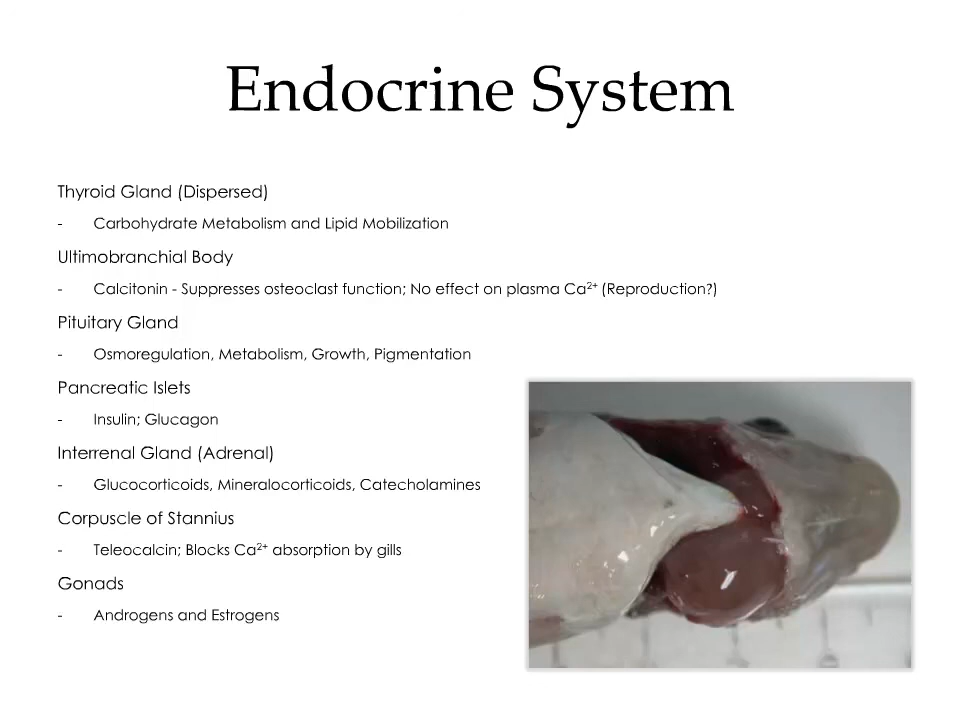 Endocrine System
Thyroid Gland (Dispersed)
- Carbohydrate Metabolism and Lipid Mobilization
Ultimobranchial Body
- Calcitonin - Suppresses osteoclast function; No effect on plasma Ca²⁺ (Reproduction?)
Pituitary Gland
- Osmoregulation, Metabolism, Growth, Pigmentation
Pancreatic Islets
- Insulin; Glucagon
Interrenal Gland (Adrenal)
- Glucocorticoids, Mineralocorticoids, Catecholamines
Corpuscle of Stannius
- Teleocalcin; Blocks Ca²⁺ absorption by gills
Gonads
- Androgens and Estrogens